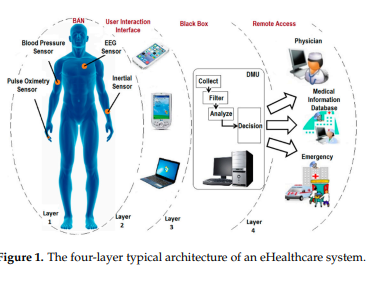 BAN
User Interaction
Interface
Black Box
Remote Access
Blood Pressure
Sensor
EEG
Sensor
Pulse Oximetry
Sensor
Inertial
Sensor
DMU
Collect
Filter
Analyze
Decision
Physician
Medical
Information
Database
Emergency
Layer
1
Layer
2
Layer
3
Layer
4
Figure 1. The four-layer typical architecture of an eHealthcare system.